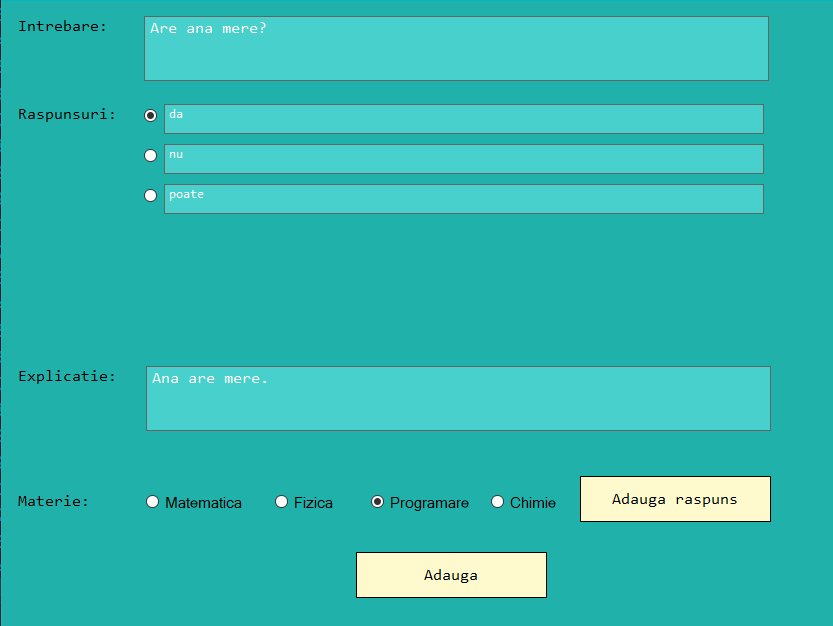 Intrebare:
Are ana mere?
Raspunsuri:
da
nu
poate
Explicatie:
Ana are mere.
Materie:
Matematica
Fizica
Programare
Chimie
Adauga raspuns
Adauga